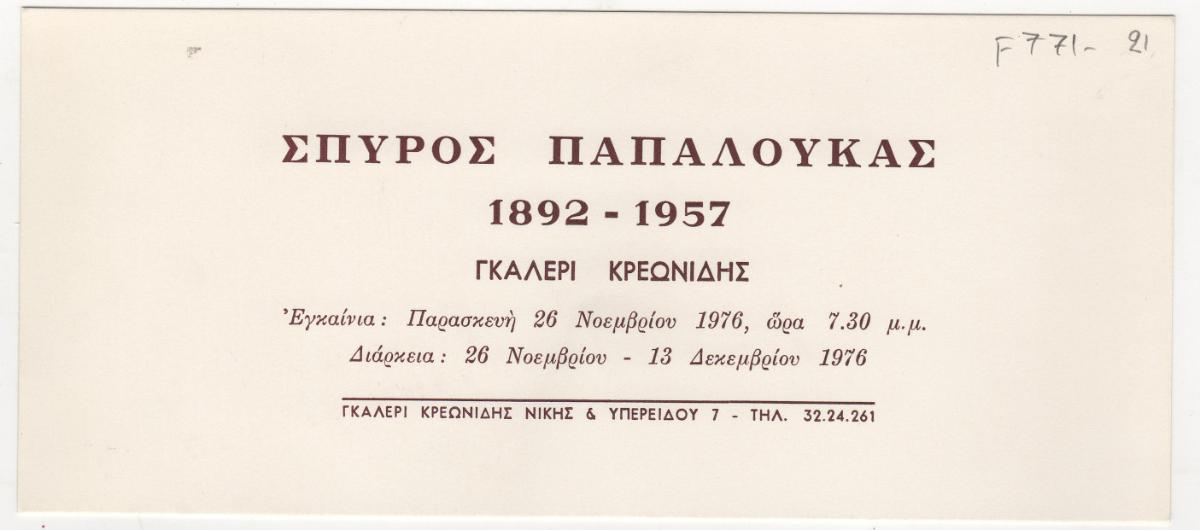 F771- 21
ΣΠΥΡΟΣ ΠΑΠΑΛΟΥΚΑΣ
1892 - 1957
ΓΚΑΛΕΡΙ ΚΡΕΩΝΙΔΗΣ
Ἐγκαίνια: Παρασκευὴ 26 Νοεμβρίου 1976, ὥρα 7.30 μ.μ.
Διάρκεια: 26 Νοεμβρίου - 13 Δεκεμβρίου 1976
ΓΚΑΛΕΡΙ ΚΡΕΩΝΙΔΗΣ ΝΙΚΗΣ & ΥΠΕΡΕΙΔΟΥ 7 - ΤΗΛ. 32.24.261